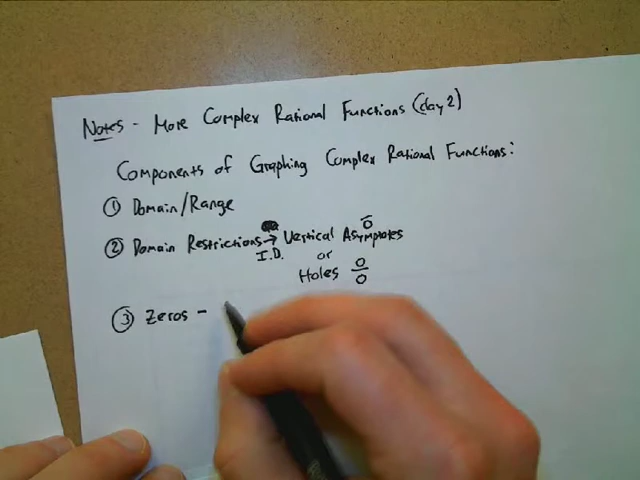 Notes - More Complex Rational Functions (day 2)
Components of Graphing Complex Rational Functions:
① Domain/Range
② Domain Restrictions → Vertical Asymptotes ō
I.D. or
Holes 0/0
③ Zeros -